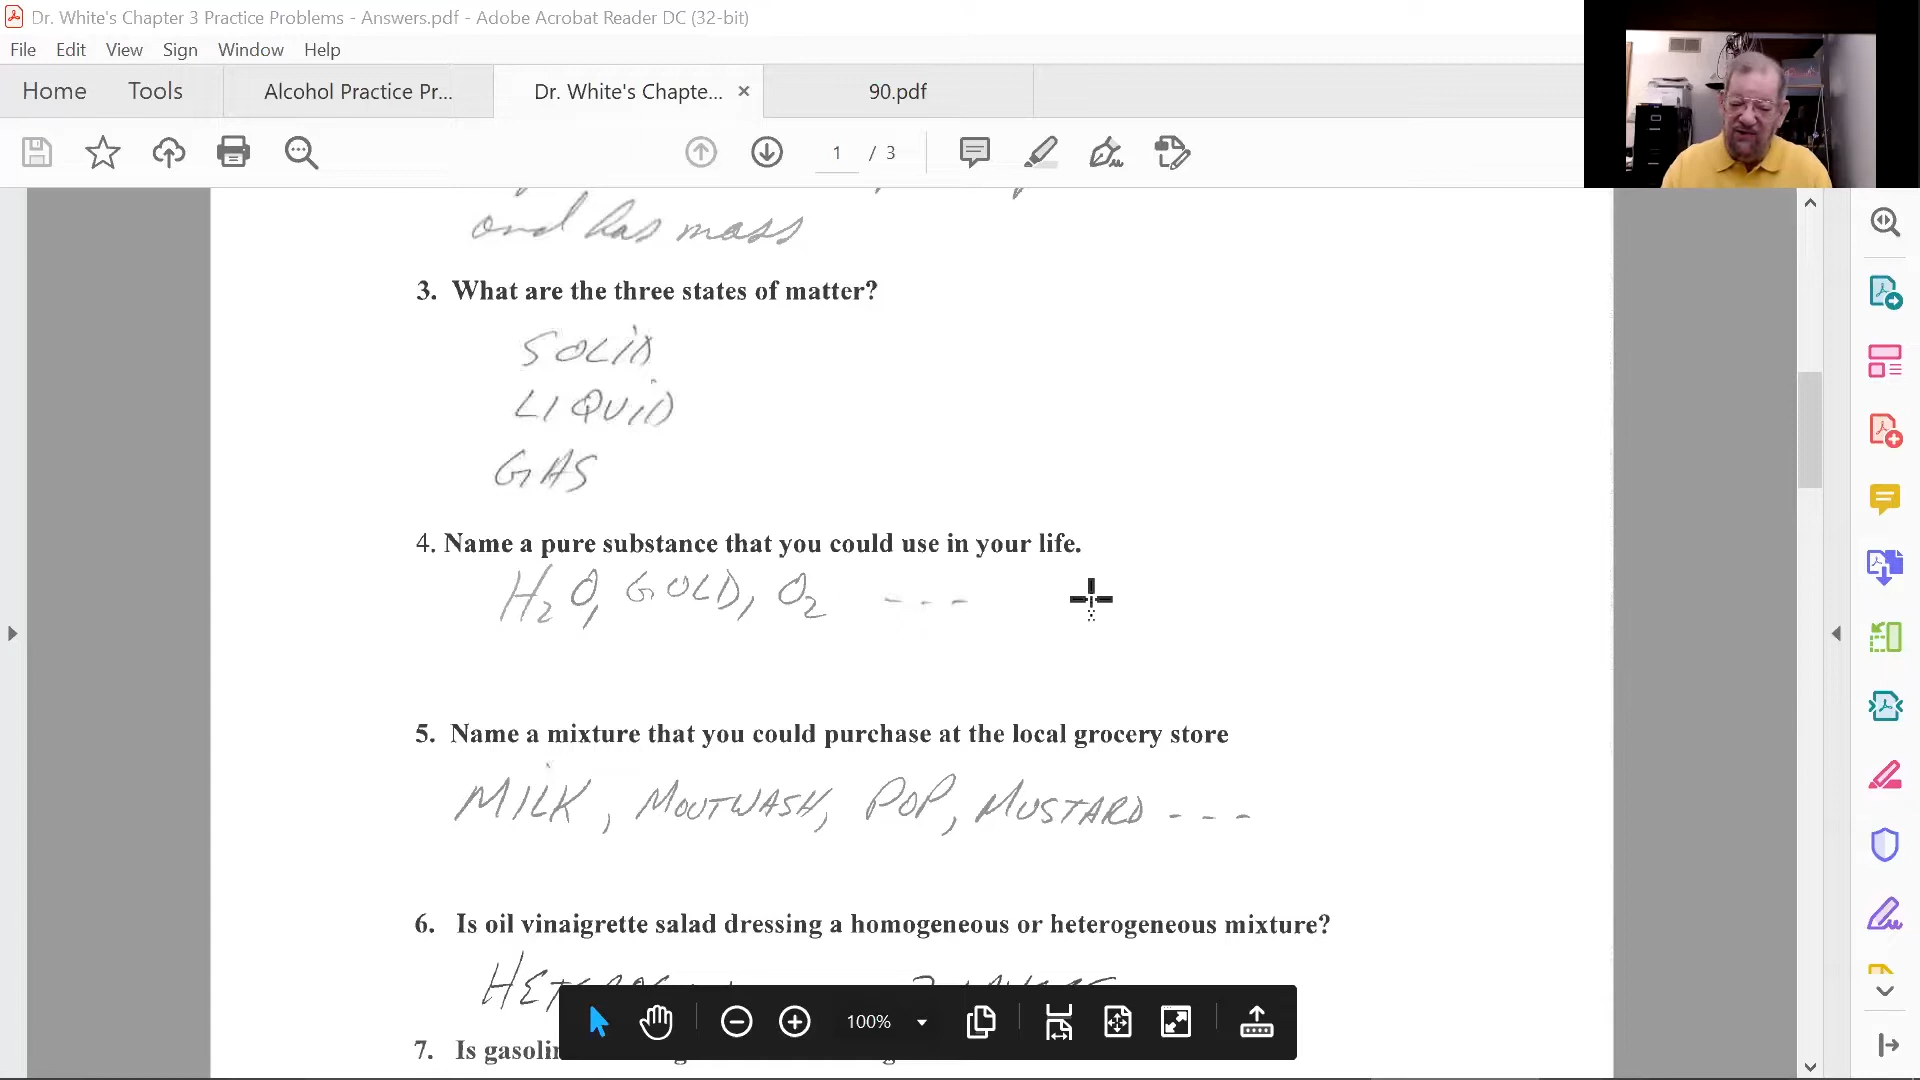 Dr. White's Chapter 3 Practice Problems - Answers.pdf - Adobe Acrobat Reader DC (32-bit)
File Edit View Sign Window Help
Home Tools Alcohol Practice Pr... Dr. White's Chapte... × 90.pdf
1 / 3
and has mass
3. What are the three states of matter?
SOLID
LIQUID
GAS
4. Name a pure substance that you could use in your life.
H₂O, GOLD, O₂ ---
5. Name a mixture that you could purchase at the local grocery store
MILK, MOUTWASH, POP, MUSTARD ---
6. Is oil vinaigrette salad dressing a homogeneous or heterogeneous mixture?
100%
7. Is